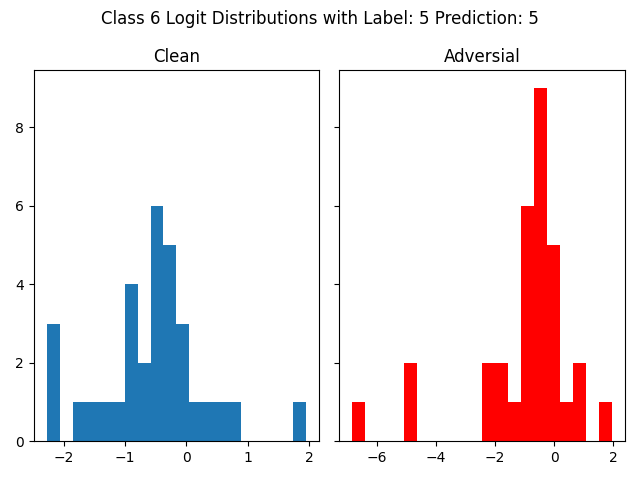 Class 6 Logit Distributions with Label: 5 Prediction: 5
Clean
Adversial
8
6
4
2
0
−2 −1 0 1 2
−6 −4 −2 0 2